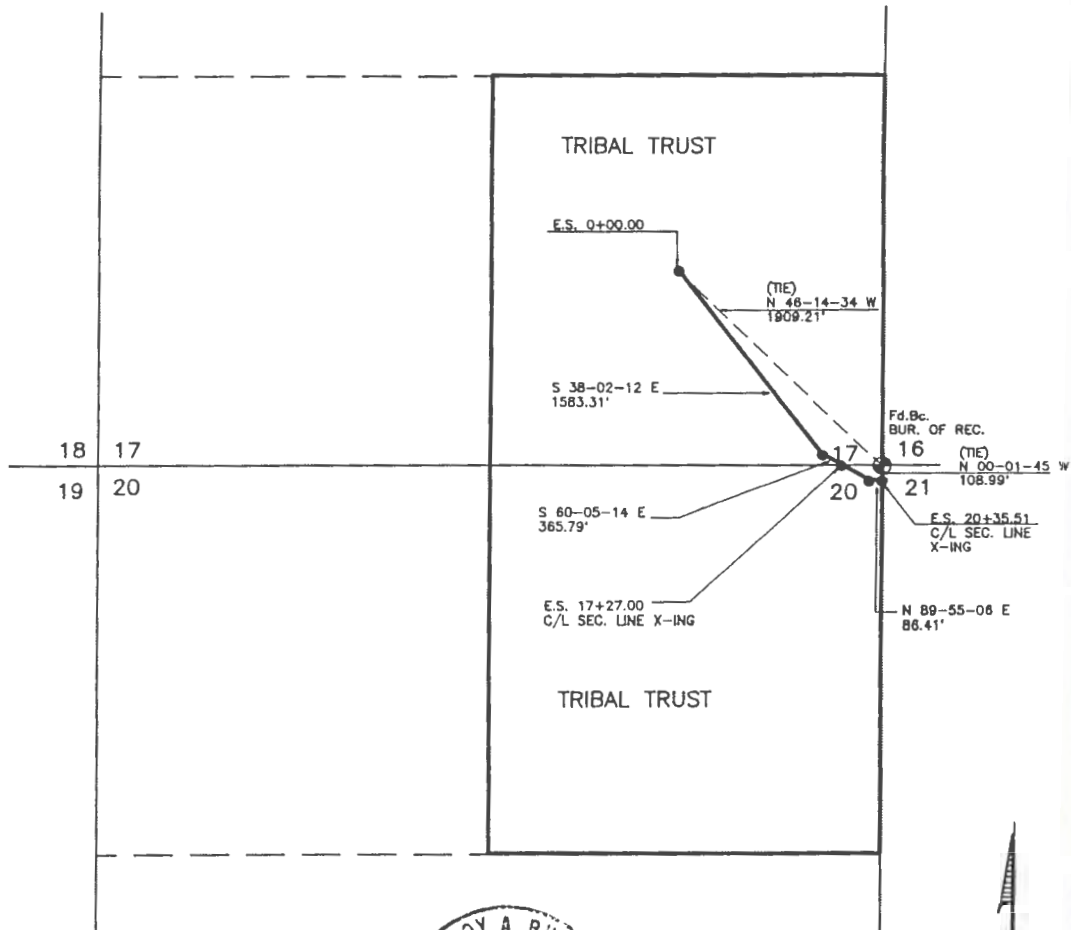 TRIBAL TRUST
E.S. 0+00.00
(TIE)
N 46-14-34 W
1909.21'
S 38-02-12 E
1583.31'
Fd.Bc.
BUR. OF REC.
18 17
17 16
(TIE)
N 00-01-45 W
108.99'
19 20
20 21
S 60-05-14 E
365.79'
E.S. 20+35.51
C/L SEC. LINE
X-ING
E.S. 17+27.00
C/L SEC. LINE X-ING
N 89-55-06 E
86.41'
TRIBAL TRUST